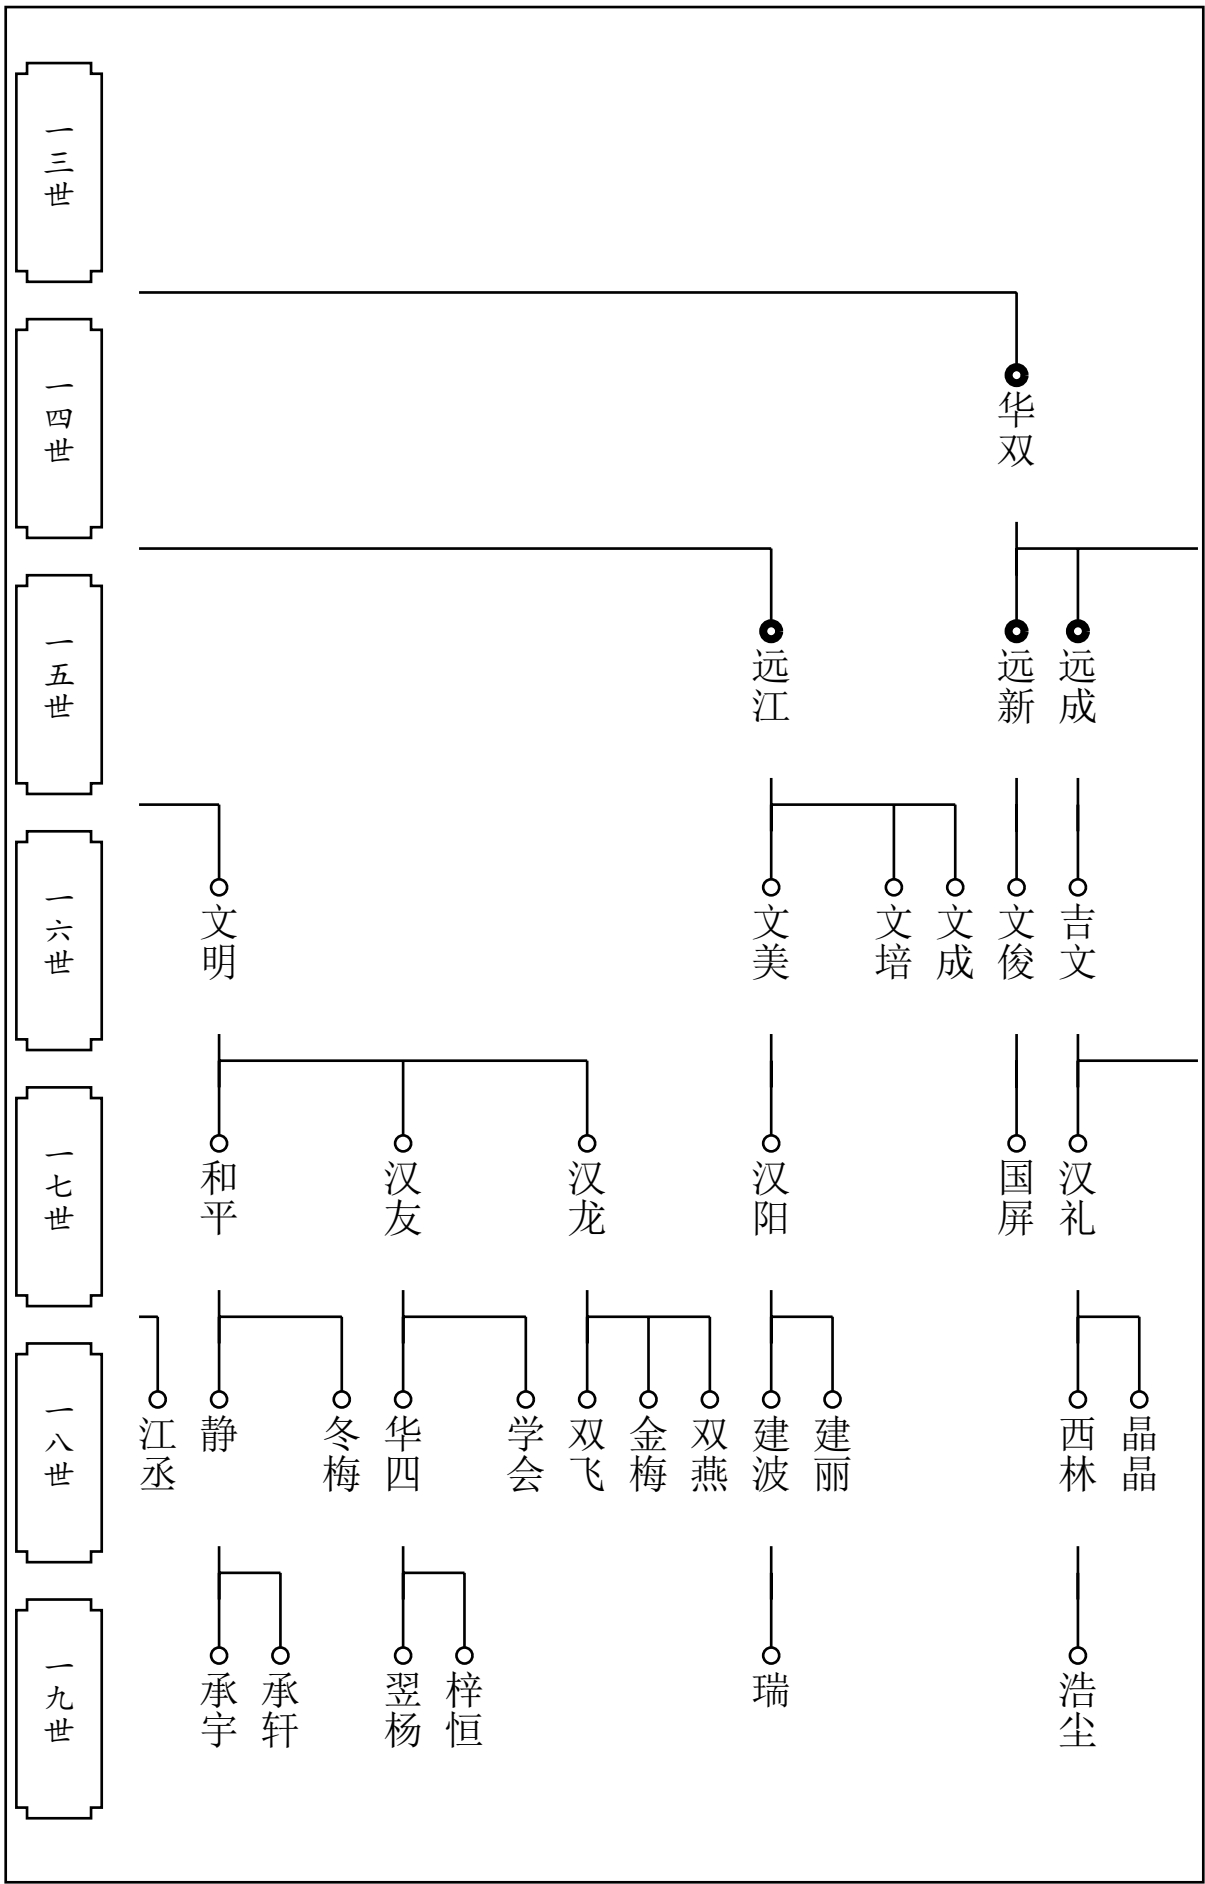 一三世
一四世
华双
一五世
远江
远新
远成
一六世
文明
文美
文培
文成
文俊
吉文
一七世
和平
汉友
汉龙
汉阳
国屏
汉礼
一八世
江丞
静
冬梅
华四
学会
双飞
金梅
双燕
建波
建丽
西林
晶晶
一九世
承宇
承轩
翌杨
梓恒
瑞
浩尘